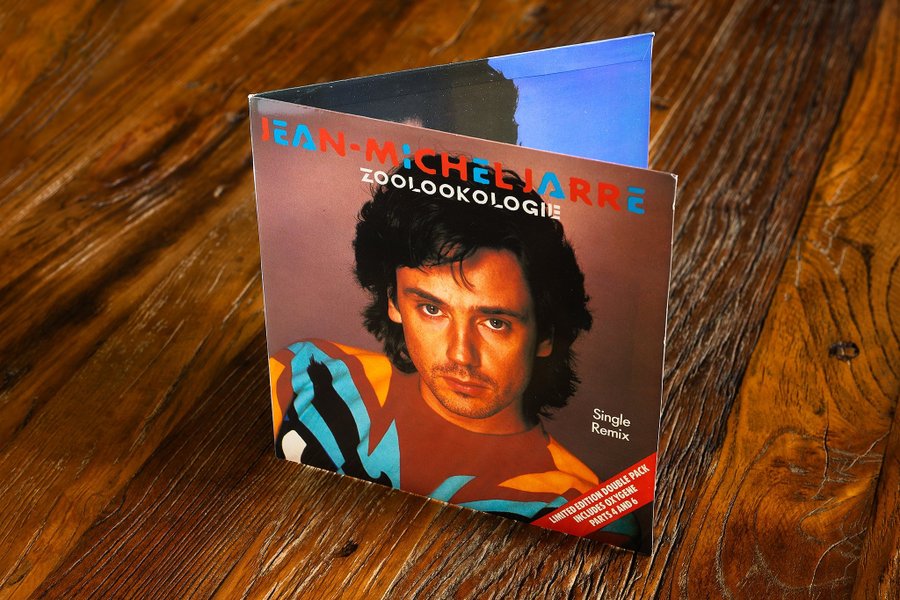 JEAN-MICHEL JARRE
ZOOLOOKOLOGIE
Single
Remix
LIMITED EDITION DOUBLE PACK
INCLUDES OXYGENE
PARTS 4 AND 6